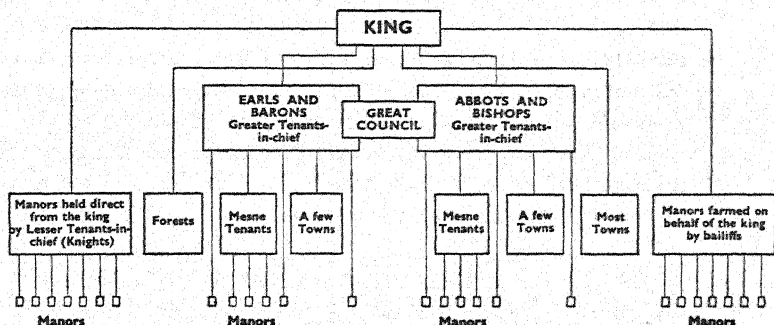 KING
EARLS AND
BARONS
Greater Tenants-
in-chief
GREAT
COUNCIL
ABBOTS AND
BISHOPS
Greater Tenants-
in-chief
Manors held direct
from the king
by Lesser Tenants-in-
chief (Knights)
Forests
Mesne
Tenants
A few
Towns
Mesne
Tenants
A few
Towns
Most
Towns
Manors farmed on
behalf of the king
by bailiffs
Manors
Manors
Manors
Manors